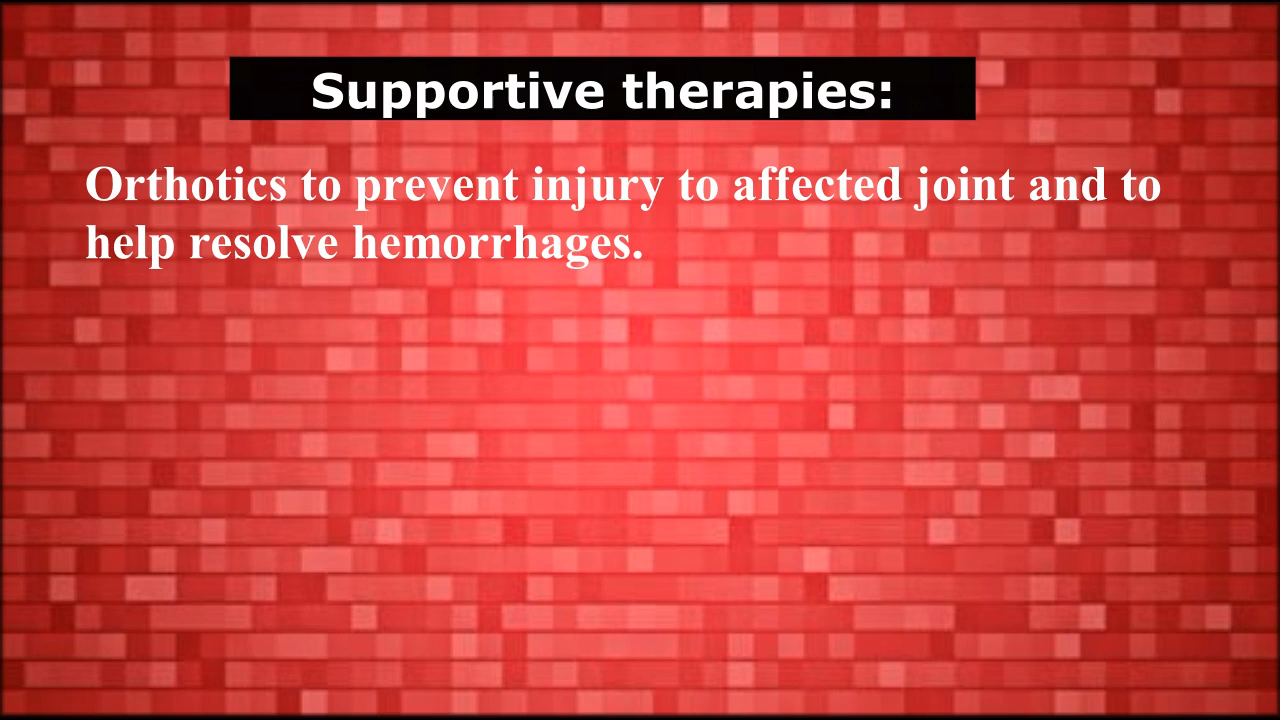 Supportive therapies:
Orthotics to prevent injury to affected joint and to
help resolve hemorrhages.